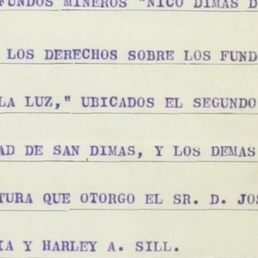 FUNDOS MINEROS "NICO DIMAS D
LOS DERECHOS SOBRE LOS FUND
LA LUZ," UBICADOS EL SEGUNDO
AD DE SAN DIMAS, Y LOS DEMAS
TURA QUE OTORGO EL SR. D. JOS
IA Y HARLEY A. SILL.